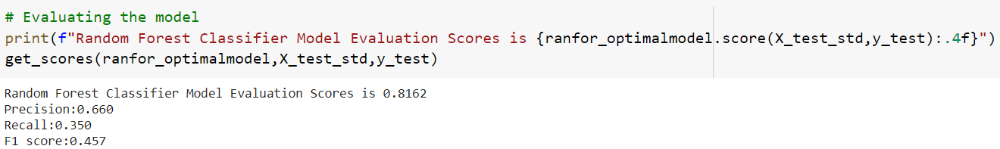 # Evaluating the model
print(f"Random Forest Classifier Model Evaluation Scores is {ranfor_optimalmodel.score(X_test_std,y_test):.4f}")
get_scores(ranfor_optimalmodel,X_test_std,y_test)
Random Forest Classifier Model Evaluation Scores is 0.8162
Precision:0.660
Recall:0.350
F1 score:0.457